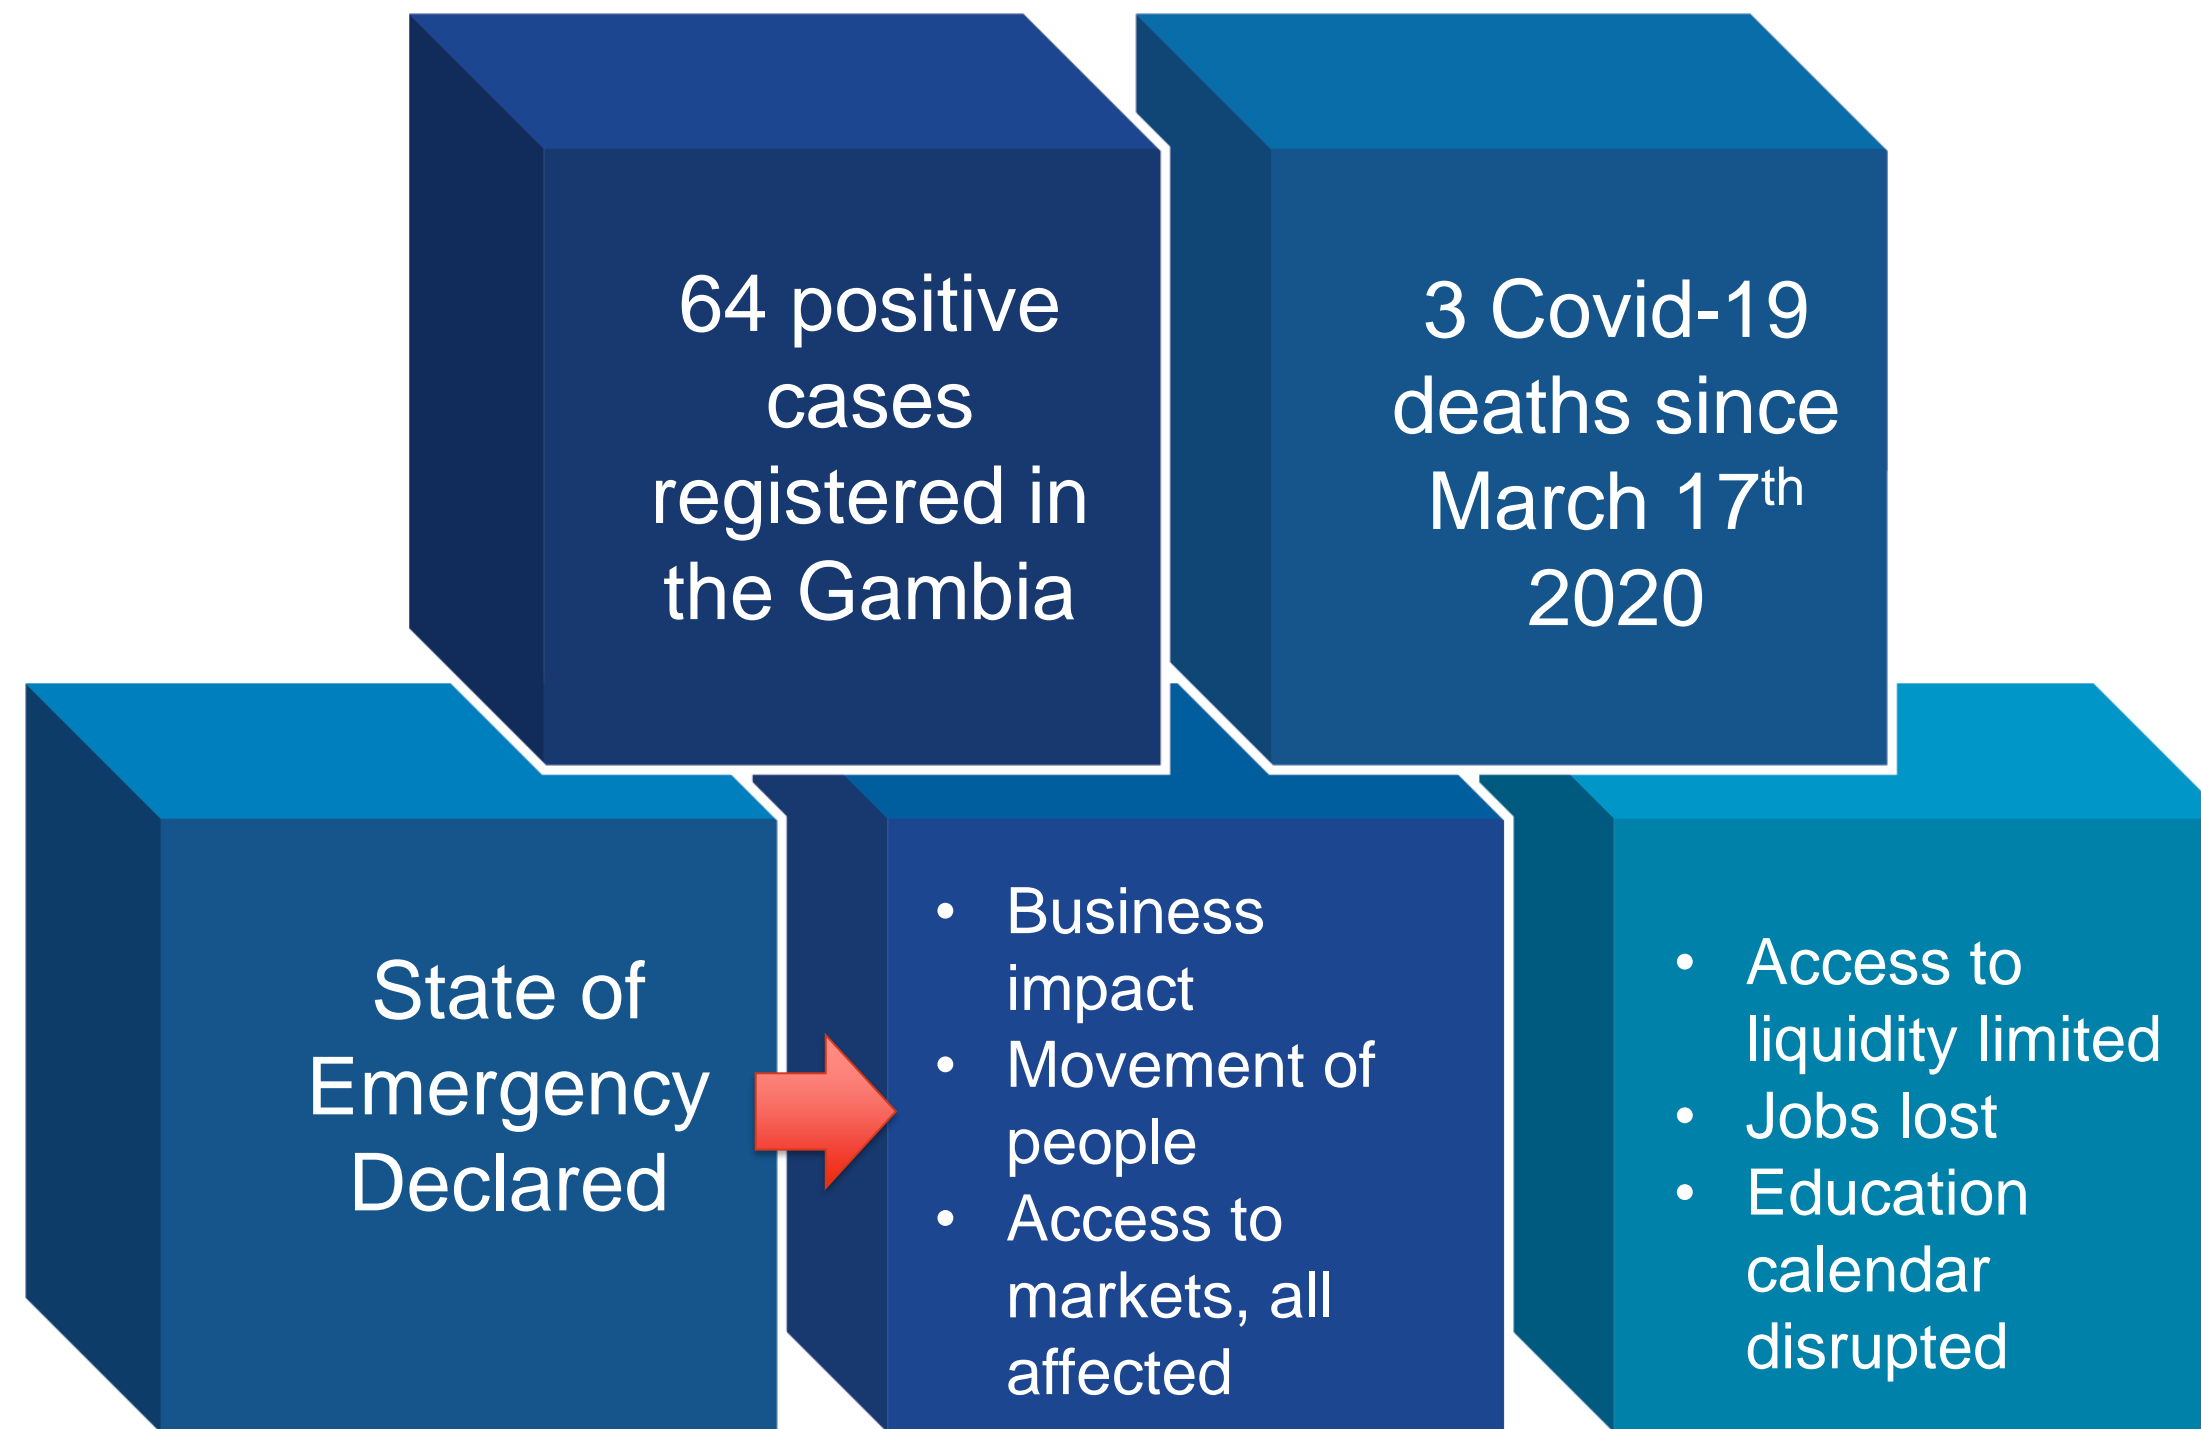 64 positive
cases
registered in
the Gambia
3 Covid-19
deaths since
March 17th
2020
State of
Emergency
Declared
• Business
impact
• Movement of
people
• Access to
markets, all
affected
• Access to
liquidity limited
• Jobs lost
• Education
calendar
disrupted